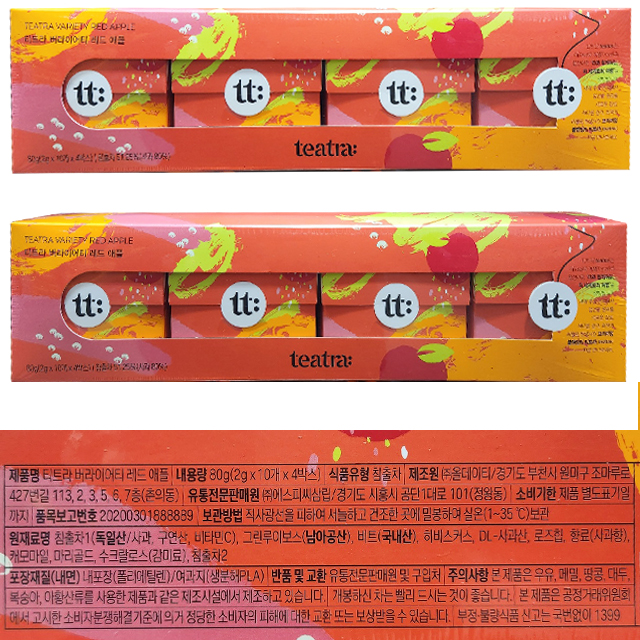 TEATRA VARIETY RED APPLE
티트라 버라이어티 레드 애플
tt: tt: tt: tt:
teatra:
TEATRA VARIETY RED APPLE
티트라 버라이어티 레드 애플
tt: tt: tt: tt:
teatra:
제품명 티트라 버라이어티 레드 애플 내용량 80g(2g×10개×4박스) 식품유형 침출차 제조원 ㈜올데이티/경기도 부천시 원미구 조마루로
427번길 113, 2, 3, 5, 6, 7층(춘의동) 유통전문판매원 ㈜에스피씨삼립/경기도 시흥시 공단1대로 101(정왕동) 소비기한 제품 별도표기일
까지 품목보고번호 20200301888889 보관방법 직사광선을 피하여 서늘하고 건조한 곳에 밀봉하여 실온(1~35 ℃)보관
원재료명 침출차1(독일산/사과, 구연산, 비타민C), 그린루이보스(남아공산), 비트(국내산), 히비스커스, DL-사과산, 로즈힙, 향료(사과향),
캐모마일, 마리골드, 수크랄로스(감미료), 침출차2
포장재질(내면) 내포장(폴리에틸렌)/여과지(생분해PLA) 반품 및 교환 유통전문판매원 및 구입처 주의사항 본 제품은 우유, 메밀, 땅콩, 대두,
복숭아, 아황산류를 사용한 제품과 같은 제조시설에서 제조하고 있습니다. 개봉하신 차는 빨리 드시는 것이 좋습니다. 본 제품은 공정거래위원회
에서 고시한 소비자분쟁해결기준에 의거 정당한 소비자의 피해에 대한 교환 또는 보상받을 수 있습니다. 부정·불량식품 신고는 국번없이 1399